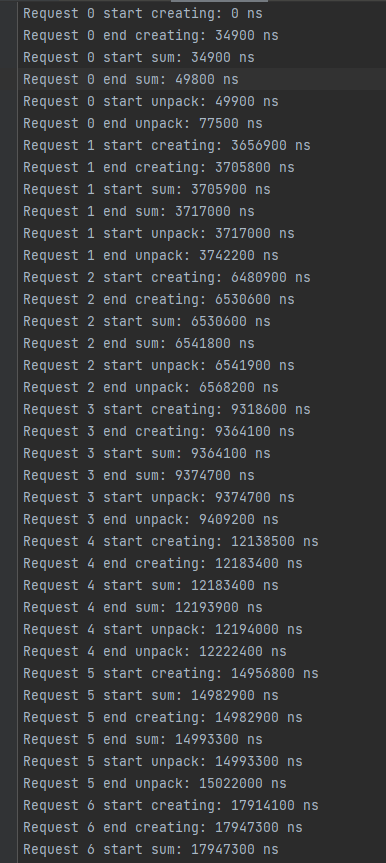 Request 0 start creating: 0 ns
Request 0 end creating: 34900 ns
Request 0 start sum: 34900 ns
Request 0 end sum: 49800 ns
Request 0 start unpack: 49900 ns
Request 0 end unpack: 77500 ns
Request 1 start creating: 3656900 ns
Request 1 end creating: 3705800 ns
Request 1 start sum: 3705900 ns
Request 1 end sum: 3717000 ns
Request 1 start unpack: 3717000 ns
Request 1 end unpack: 3742200 ns
Request 2 start creating: 6480900 ns
Request 2 end creating: 6530600 ns
Request 2 start sum: 6530600 ns
Request 2 end sum: 6541800 ns
Request 2 start unpack: 6541900 ns
Request 2 end unpack: 6568200 ns
Request 3 start creating: 9318600 ns
Request 3 end creating: 9364100 ns
Request 3 start sum: 9364100 ns
Request 3 end sum: 9374700 ns
Request 3 start unpack: 9374700 ns
Request 3 end unpack: 9409200 ns
Request 4 start creating: 12138500 ns
Request 4 end creating: 12183400 ns
Request 4 start sum: 12183400 ns
Request 4 end sum: 12193900 ns
Request 4 start unpack: 12194000 ns
Request 4 end unpack: 12222400 ns
Request 5 start creating: 14956800 ns
Request 5 start sum: 14982900 ns
Request 5 end creating: 14982900 ns
Request 5 end sum: 14993300 ns
Request 5 start unpack: 14993300 ns
Request 5 end unpack: 15022000 ns
Request 6 start creating: 17914100 ns
Request 6 end creating: 17947300 ns
Request 6 start sum: 17947300 ns